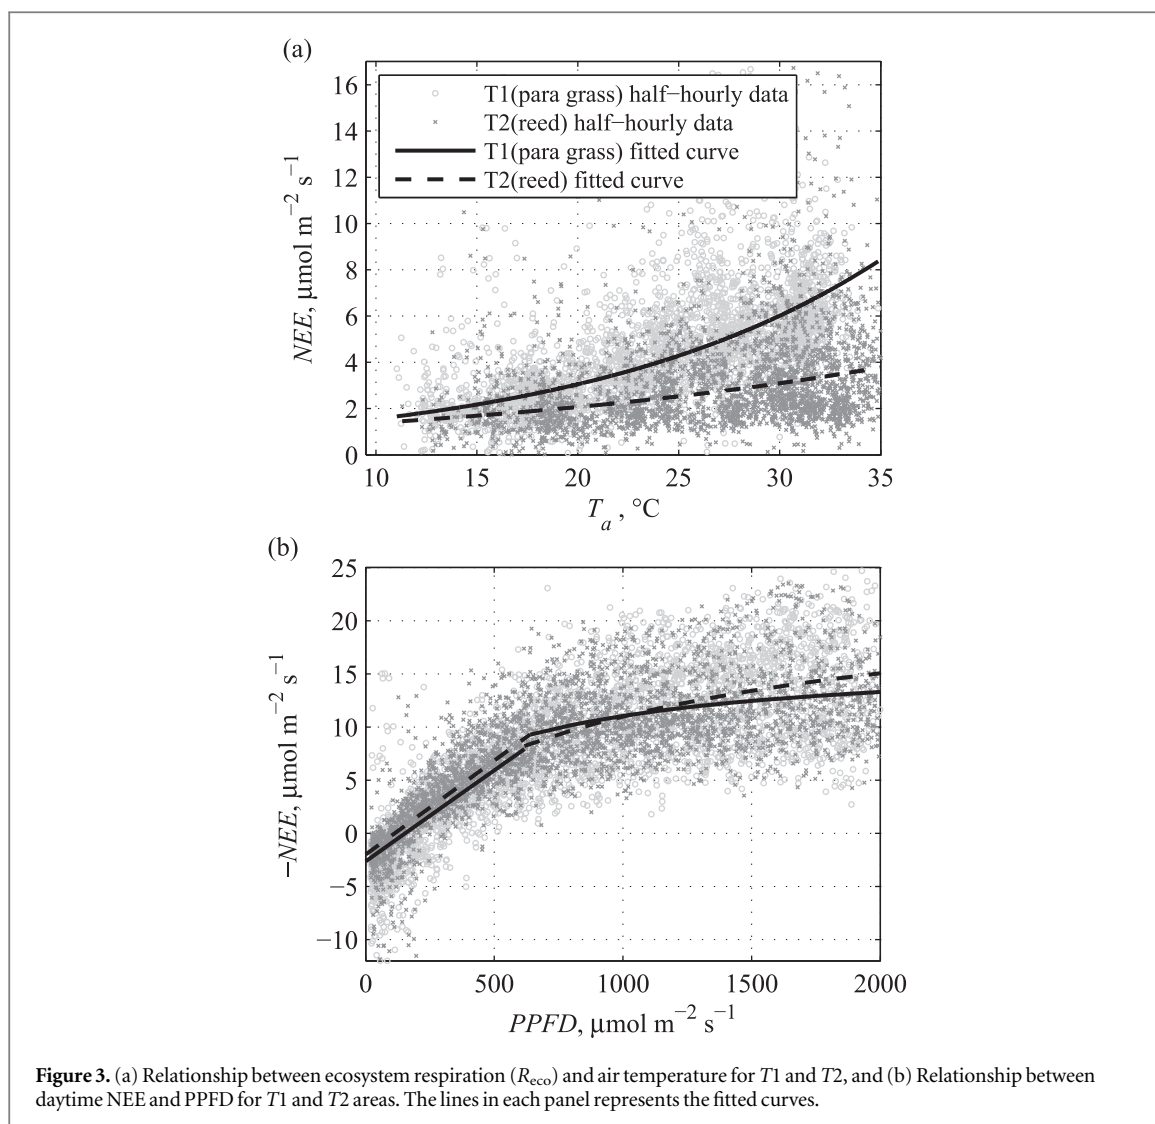 (a)
16
14
12
10
8
6
4
2
0
NEE, μmol m−2 s−1
T1(para grass) half−hourly data
T2(reed) half−hourly data
T1(para grass) fitted curve
T2(reed) fitted curve
10 15 20 25 30 35
Ta , °C
(b)
25
20
15
10
5
0
−5
−10
−NEE, μmol m−2 s−1
0 500 1000 1500 2000
PPFD, μmol m−2 s−1
Figure 3. (a) Relationship between ecosystem respiration (Reco) and air temperature for T1 and T2, and (b) Relationship between
daytime NEE and PPFD for T1 and T2 areas. The lines in each panel represents the fitted curves.